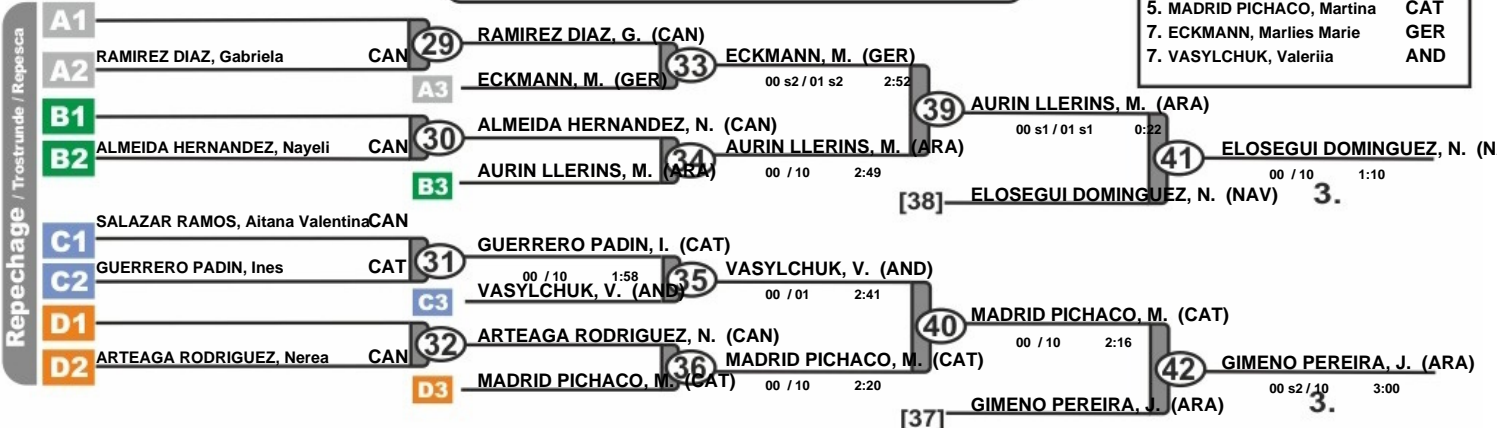 Repechage / Trostrunde / Repesca
5. MADRID PICHACO, Martina CAT
7. ECKMANN, Marlies Marie GER
7. VASYLCHUK, Valeriia AND
A1
RAMIREZ DIAZ, Gabriela CAN
A2
29
RAMIREZ DIAZ, G. (CAN)
A3
ECKMANN, M. (GER)
33
ECKMANN, M. (GER)
00 s2 / 01 s2 2:52
B1
B2
ALMEIDA HERNANDEZ, Nayeli CAN
30
ALMEIDA HERNANDEZ, N. (CAN)
B3
AURIN LLERINS, M. (ARA)
34
AURIN LLERINS, M. (ARA)
00 / 10 2:49
39
AURIN LLERINS, M. (ARA)
00 s1 / 01 s1 0:22
[38]
ELOSEGUI DOMINGUEZ, N. (NAV)
41
ELOSEGUI DOMINGUEZ, N. (N
00 / 10 1:10
3.
SALAZAR RAMOS, Aitana Valentina CAN
C1
C2
GUERRERO PADIN, Ines CAT
31
GUERRERO PADIN, I. (CAT)
00 / 10 1:58
C3
VASYLCHUK, V. (AND)
35
VASYLCHUK, V. (AND)
00 / 01 2:41
D1
D2
ARTEAGA RODRIGUEZ, Nerea CAN
32
ARTEAGA RODRIGUEZ, N. (CAN)
D3
MADRID PICHACO, M. (CAT)
36
MADRID PICHACO, M. (CAT)
00 / 10 2:20
40
MADRID PICHACO, M. (CAT)
00 / 10 2:16
[37]
GIMENO PEREIRA, J. (ARA)
42
GIMENO PEREIRA, J. (ARA)
00 s2 / 10 3:00
3.